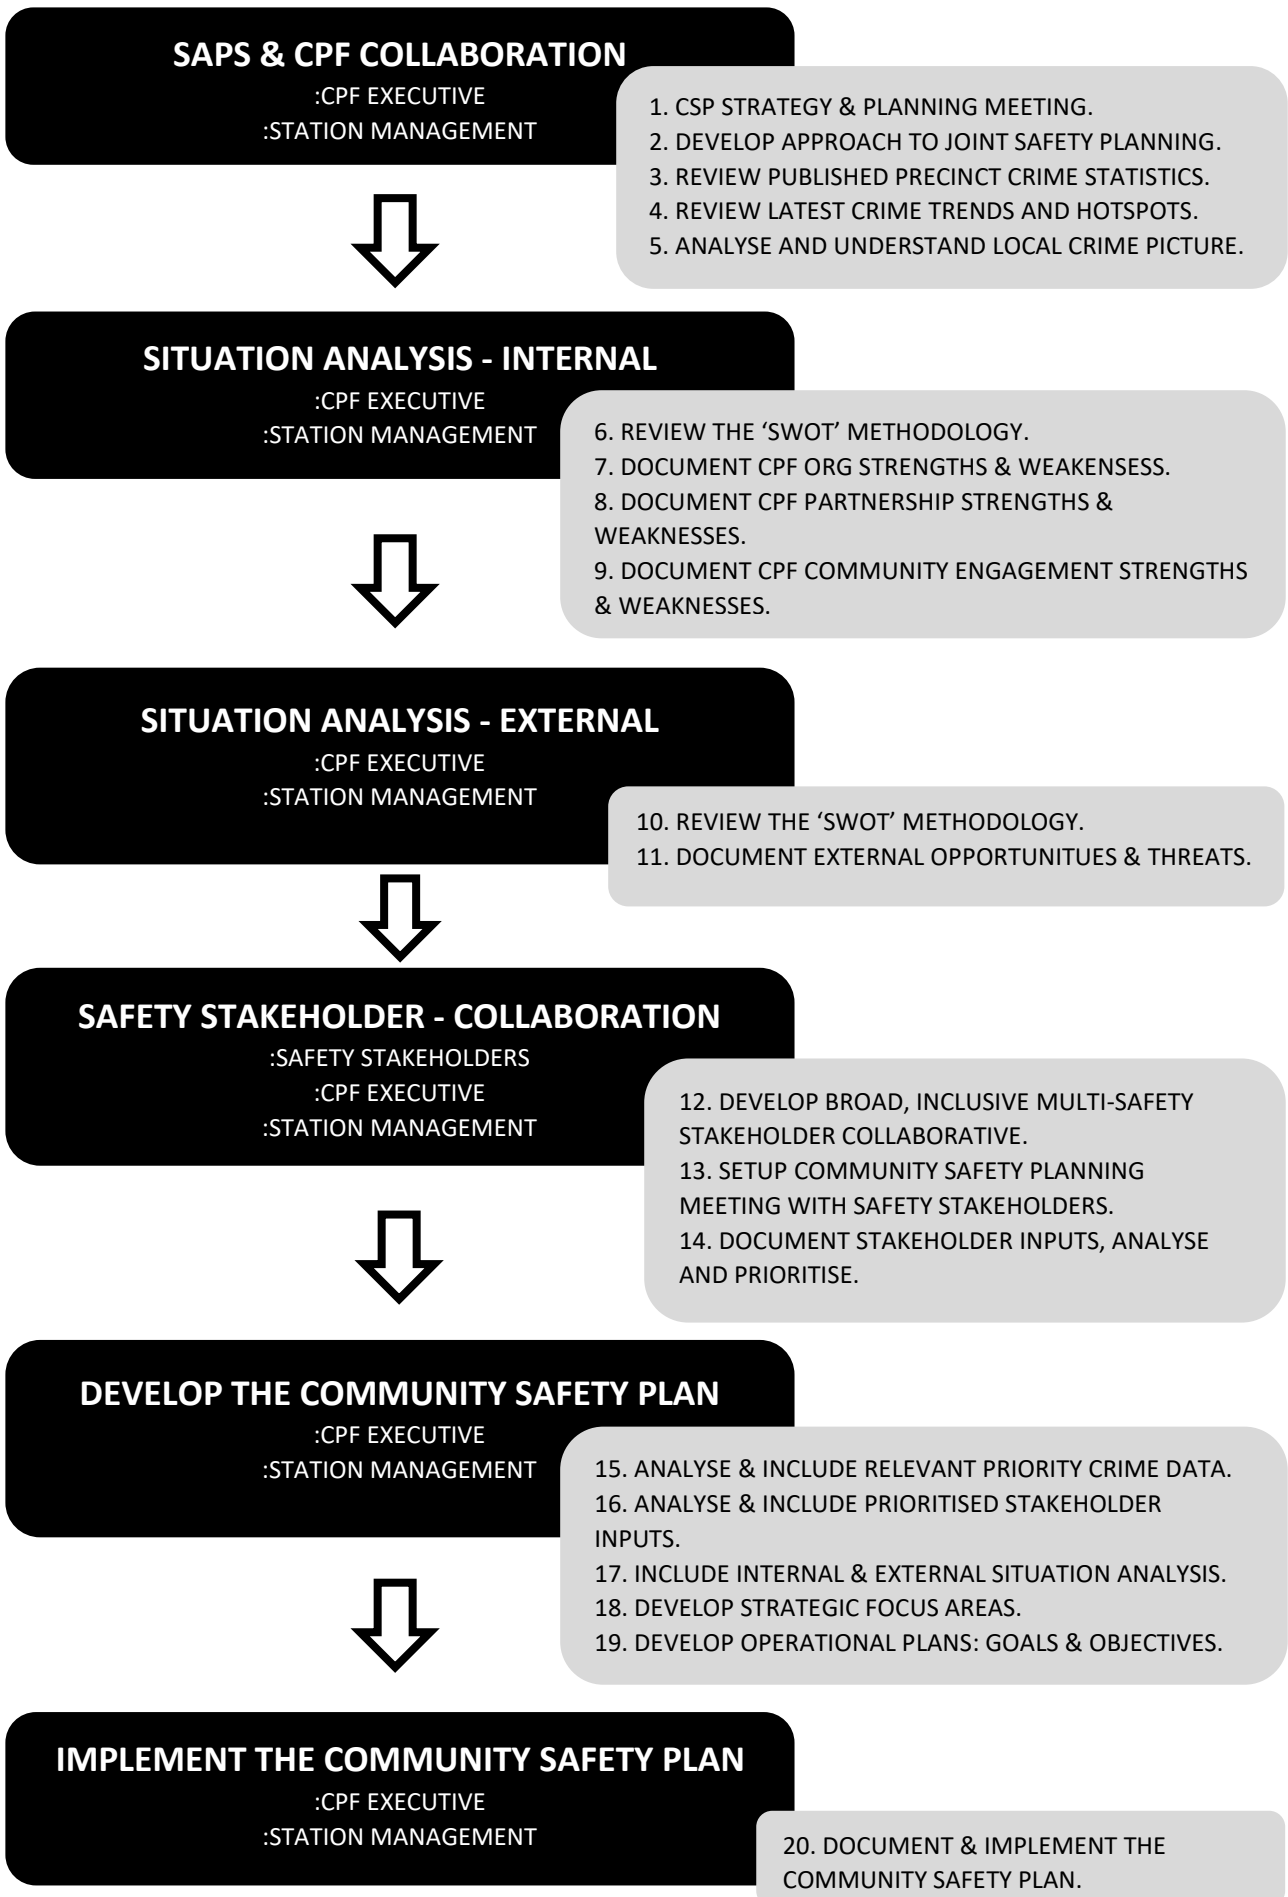 SAPS & CPF COLLABORATION
:CPF EXECUTIVE
:STATION MANAGEMENT
1. CSP STRATEGY & PLANNING MEETING.
2. DEVELOP APPROACH TO JOINT SAFETY PLANNING.
3. REVIEW PUBLISHED PRECINCT CRIME STATISTICS.
4. REVIEW LATEST CRIME TRENDS AND HOTSPOTS.
5. ANALYSE AND UNDERSTAND LOCAL CRIME PICTURE.
SITUATION ANALYSIS - INTERNAL
:CPF EXECUTIVE
:STATION MANAGEMENT
6. REVIEW THE ‘SWOT’ METHODOLOGY.
7. DOCUMENT CPF ORG STRENGTHS & WEAKENSESS.
8. DOCUMENT CPF PARTNERSHIP STRENGTHS &
WEAKNESSES.
9. DOCUMENT CPF COMMUNITY ENGAGEMENT STRENGTHS
& WEAKNESSES.
SITUATION ANALYSIS - EXTERNAL
:CPF EXECUTIVE
:STATION MANAGEMENT
10. REVIEW THE ‘SWOT’ METHODOLOGY.
11. DOCUMENT EXTERNAL OPPORTUNITUES & THREATS.
SAFETY STAKEHOLDER - COLLABORATION
:SAFETY STAKEHOLDERS
:CPF EXECUTIVE
:STATION MANAGEMENT
12. DEVELOP BROAD, INCLUSIVE MULTI-SAFETY
STAKEHOLDER COLLABORATIVE.
13. SETUP COMMUNITY SAFETY PLANNING
MEETING WITH SAFETY STAKEHOLDERS.
14. DOCUMENT STAKEHOLDER INPUTS, ANALYSE
AND PRIORITISE.
DEVELOP THE COMMUNITY SAFETY PLAN
:CPF EXECUTIVE
:STATION MANAGEMENT
15. ANALYSE & INCLUDE RELEVANT PRIORITY CRIME DATA.
16. ANALYSE & INCLUDE PRIORITISED STAKEHOLDER
INPUTS.
17. INCLUDE INTERNAL & EXTERNAL SITUATION ANALYSIS.
18. DEVELOP STRATEGIC FOCUS AREAS.
19. DEVELOP OPERATIONAL PLANS: GOALS & OBJECTIVES.
IMPLEMENT THE COMMUNITY SAFETY PLAN
:CPF EXECUTIVE
:STATION MANAGEMENT
20. DOCUMENT & IMPLEMENT THE
COMMUNITY SAFETY PLAN.